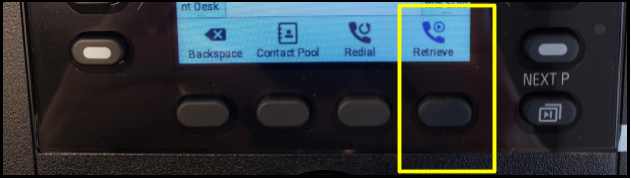 nt Desk
Backspace Contact Pool Redial Retrieve
NEXT P